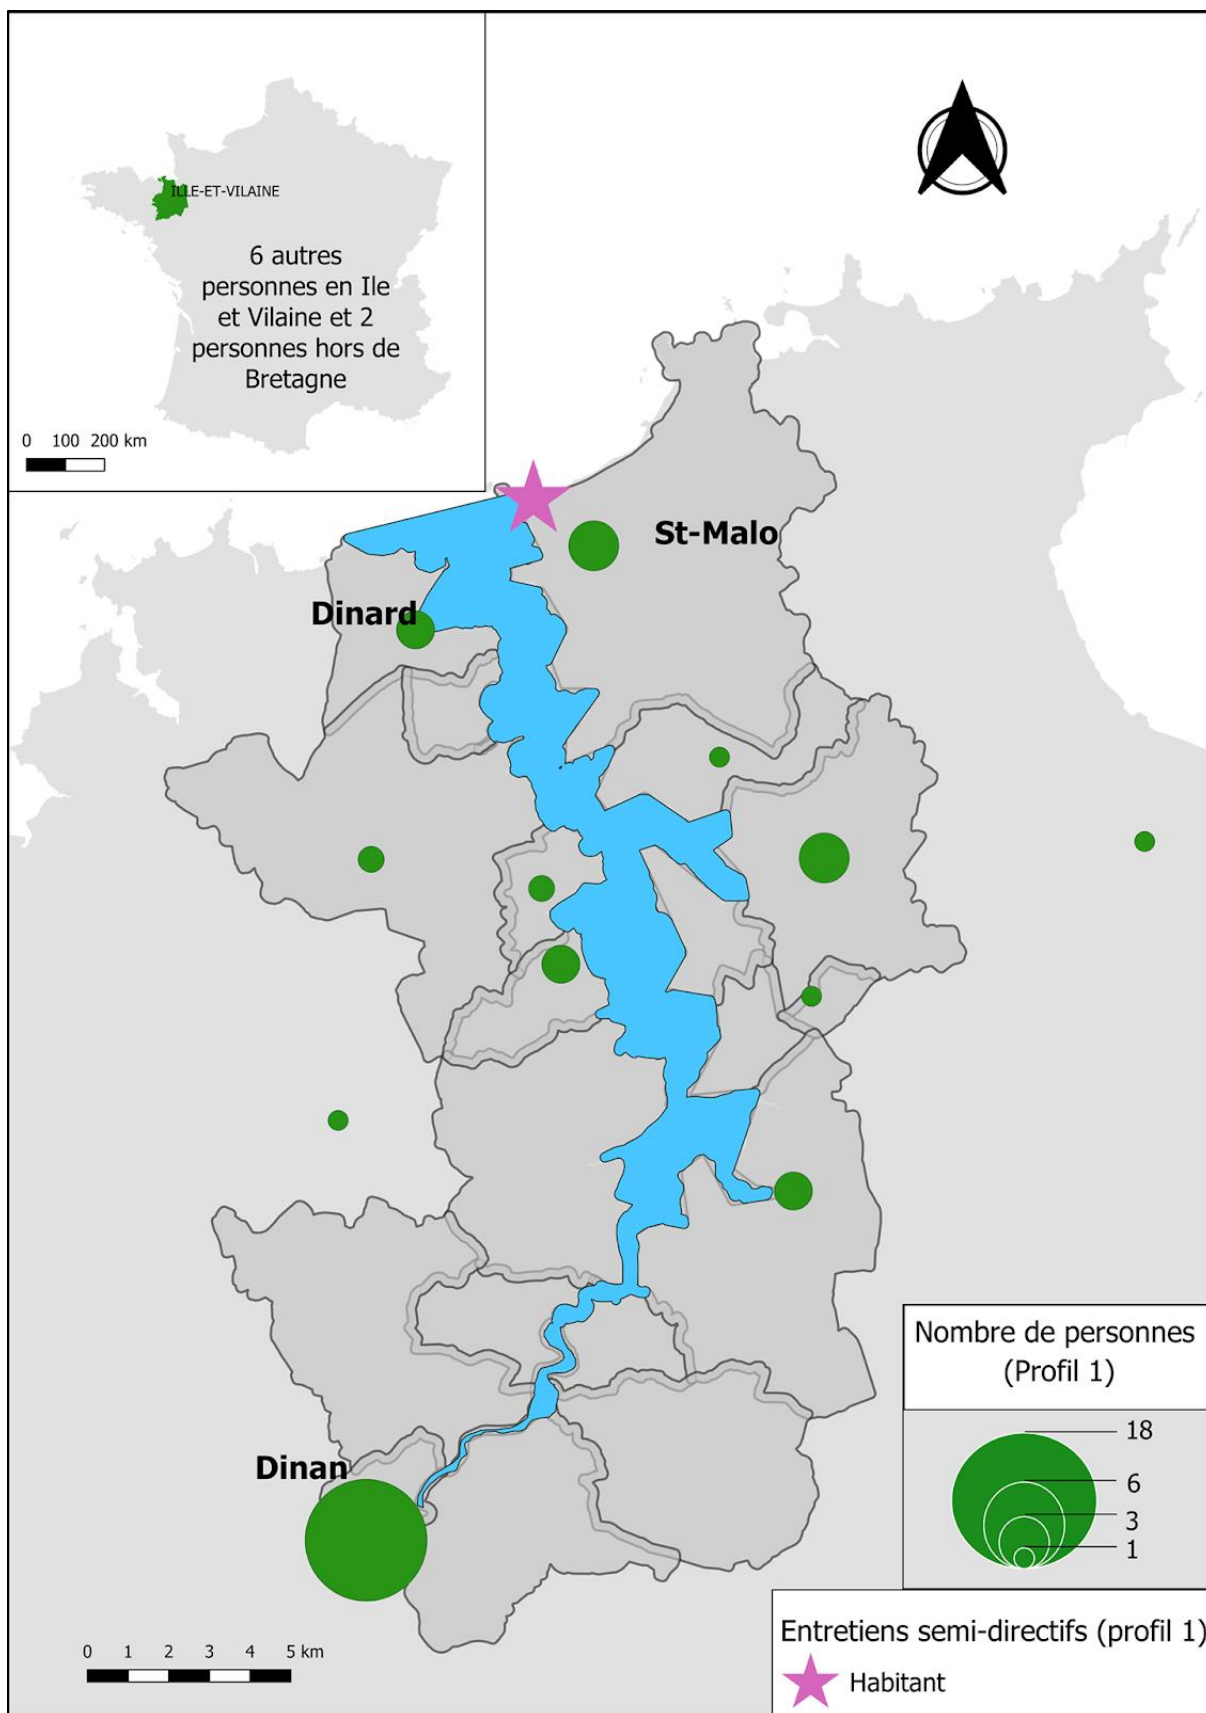 ILLE-ET-VILAINE
6 autres
personnes en Ile
et Vilaine et 2
personnes hors de
Bretagne
0 100 200 km
St-Malo
Dinard
Dinan
Nombre de personnes
(Profil 1)
18
6
3
1
0 1 2 3 4 5 km
Entretiens semi-directifs (profil 1)
Habitant